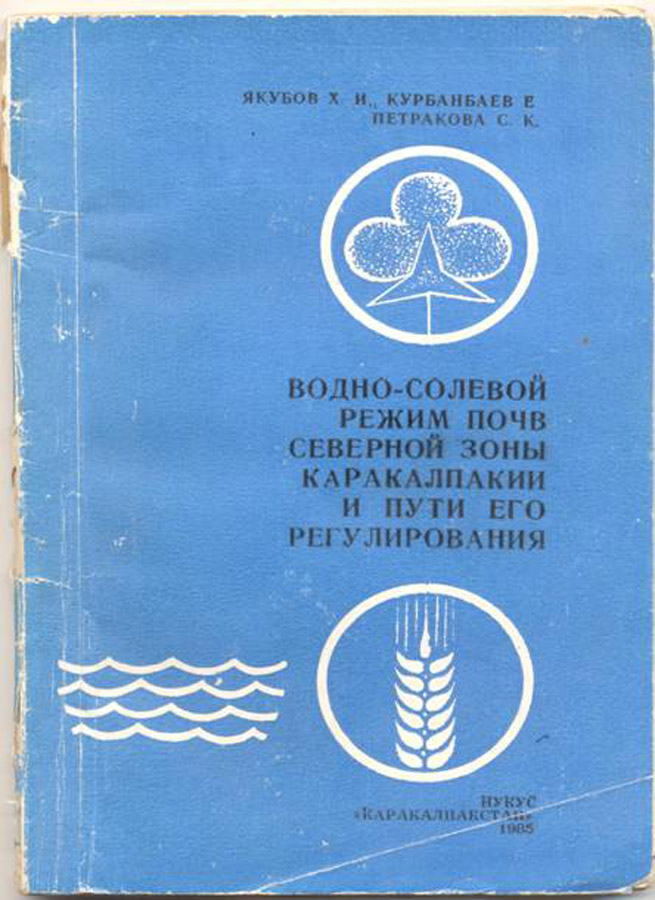 ЯКУБОВ Х И., КУРБАНБАЕВ Е
ПЕТРАКОВА С. К.
ВОДНО-СОЛЕВОЙ
РЕЖИМ ПОЧВ
СЕВЕРНОЙ ЗОНЫ
КАРАКАЛПАКИИ
И ПУТИ ЕГО
РЕГУЛИРОВАНИЯ
НУКУС
«КАРАКАЛПАКСТАН»
1985